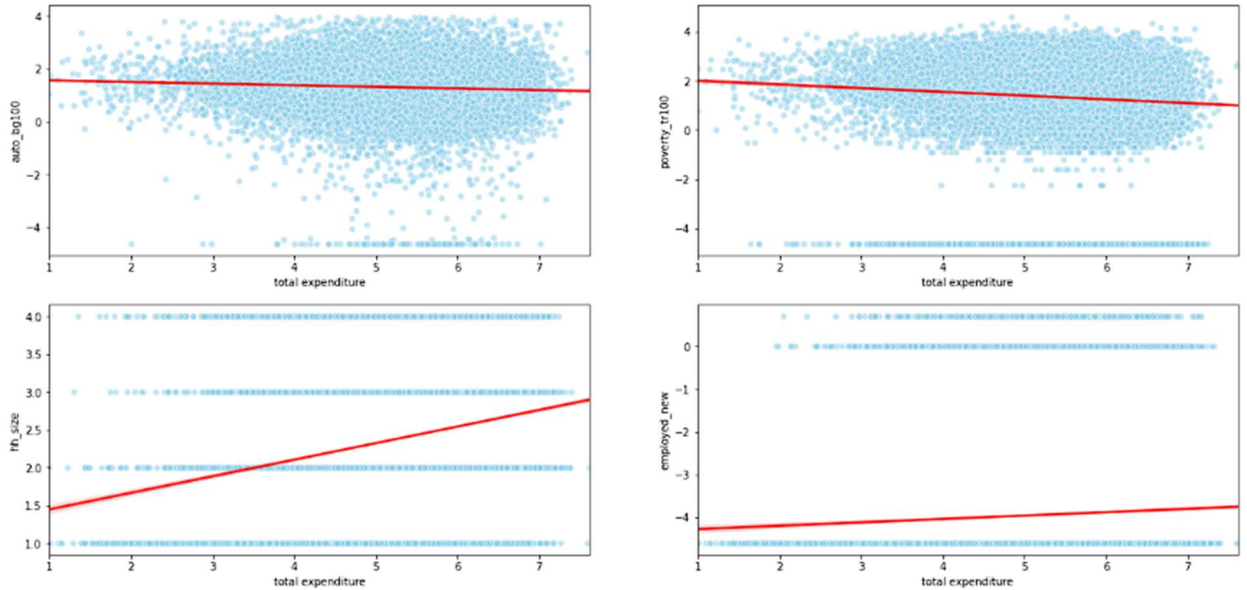 4
2
0
−2
−4
auto_bg100
1 2 3 4 5 6 7
total expenditure
4
2
0
−2
−4
poverty_tr100
1 2 3 4 5 6 7
total expenditure
4.0
3.5
3.0
2.5
2.0
1.5
1.0
hh_size
1 2 3 4 5 6 7
total expenditure
0
−1
−2
−3
−4
employed_new
1 2 3 4 5 6 7
total expenditure